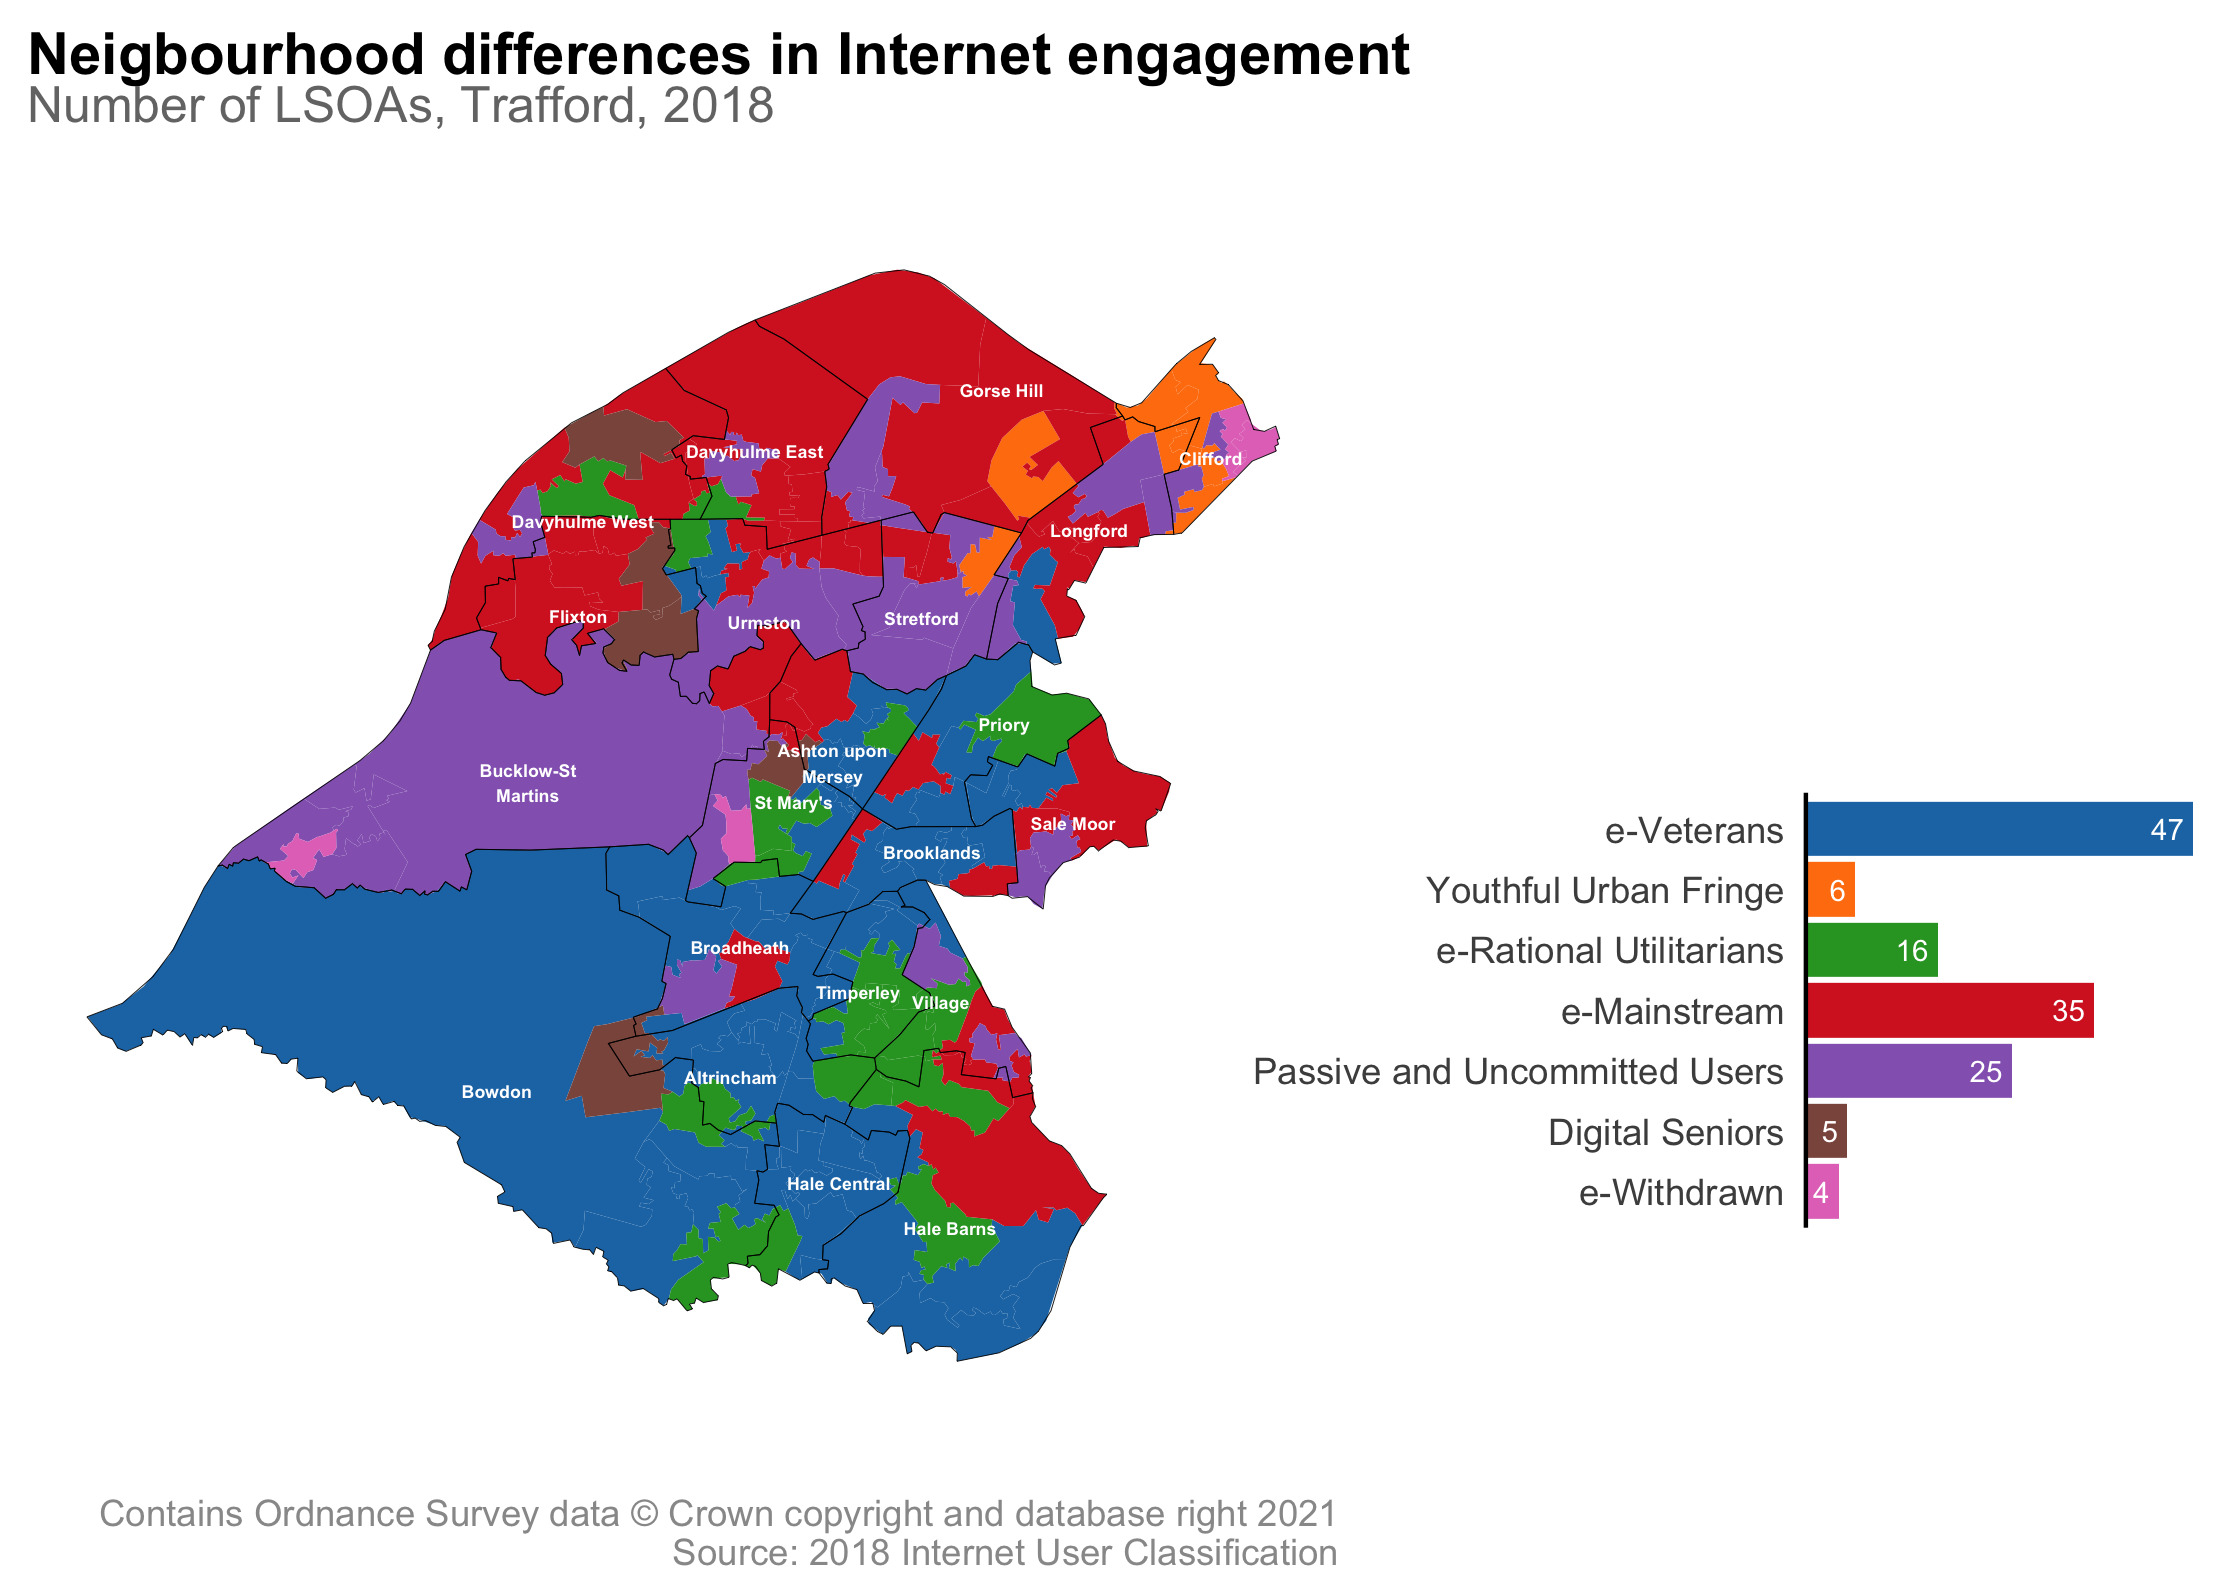 Neigbourhood differences in Internet engagement
Number of LSOAs, Trafford, 2018
Gorse Hill
Davyhulme East
Clifford
Davyhulme West
Longford
Flixton
Urmston
Stretford
Priory
Ashton upon
Mersey
Bucklow-St
Martins
St Mary's
Sale Moor
Brooklands
Broadheath
Timperley
Village
Altrincham
Bowdon
Hale Central
Hale Barns
e-Veterans 47
Youthful Urban Fringe 6
e-Rational Utilitarians 16
e-Mainstream 35
Passive and Uncommitted Users 25
Digital Seniors 5
e-Withdrawn 4
Contains Ordnance Survey data © Crown copyright and database right 2021
Source: 2018 Internet User Classification